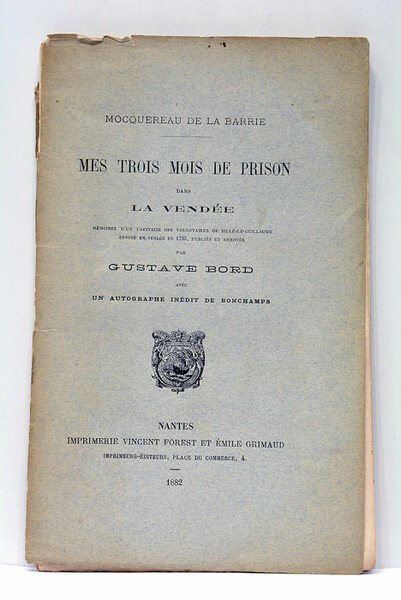 MOCQUEREAU DE LA BARRIE
MES TROIS MOIS DE PRISON
DANS
LA VENDÉE
MÉMOIRES D'UN CAPITAINE DES VOLONTAIRES DE SILLÉ-LE-GUILLAUME
ENVOYÉ EN VENDÉE EN 1793, PUBLIÉS ET ANNOTÉS
PAR
GUSTAVE BORD
AVEC
UN AUTOGRAPHE INÉDIT DE BONCHAMPS
NANTES
IMPRIMERIE VINCENT FOREST ET ÉMILE GRIMAUD
IMPRIMEURS-ÉDITEURS, PLACE DU COMMERCE, 4.
1882